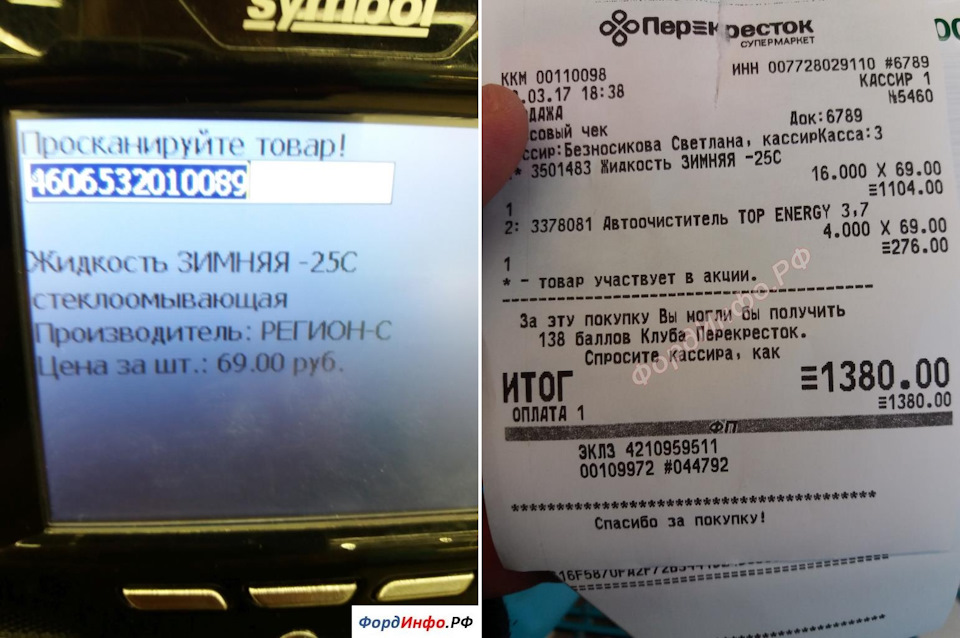 symbol
Просканируйте товар!
4606532010089
Жидкость ЗИМНЯЯ -25С
стеклоомывающая
Производитель: РЕГИОН-С
Цена за шт.: 69.00 руб.
ФордИнфо.РФ
Перекресток
СУПЕРМАРКЕТ
ИНН 007728029110 #6789
ККМ 00110098
КАССИР 1
.03.17 18:38
№5460
ДАЖА
Док:6789
совый чек
ссир:Безносикова Светлана, кассирКасса:3
* 3501483 Жидкость ЗИМНЯЯ -25С
16.000 X 69.00
≡1104.00
1
2: 3378081 Автоочиститель TOP ENERGY 3,7
4.000 X 69.00
≡276.00
1
* - товар участвует в акции.
За эту покупку Вы могли бы получить
138 баллов Клуба Перекресток.
Спросите кассира, как
ФордИнфо.РФ
ИТОГ ≡1380.00
ОПЛАТА 1 ≡1380.00
ФП
ЭКЛЗ 4210959511
00109972 #044792
************************************
Спасибо за покупку!